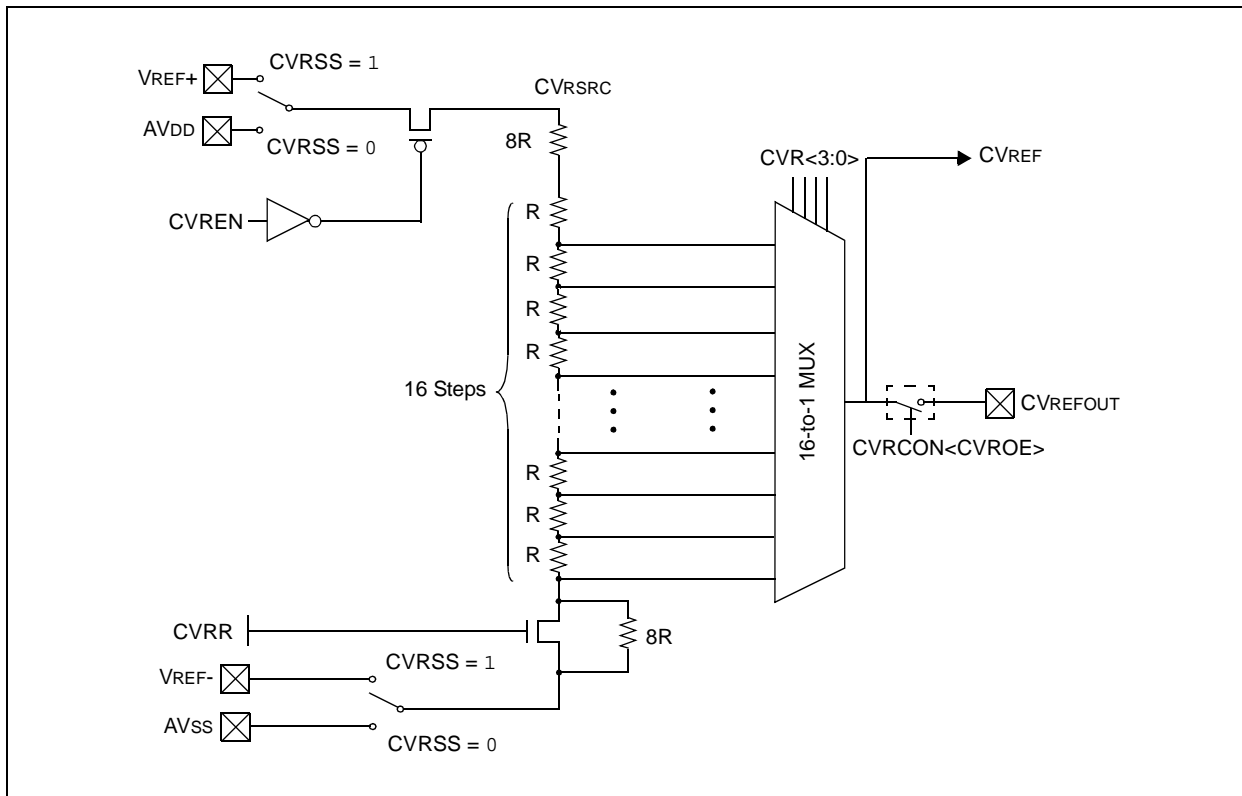 CVRSS = 1
VREF+
CVRSRC
AVDD
CVRSS = 0
8R
CVR<3:0>
CVREF
CVREN
R
R
R
R
16 Steps
16-to-1 MUX
CVREFOUT
CVRCON<CVROE>
R
R
R
CVRR
8R
CVRSS = 1
VREF-
AVSS
CVRSS = 0